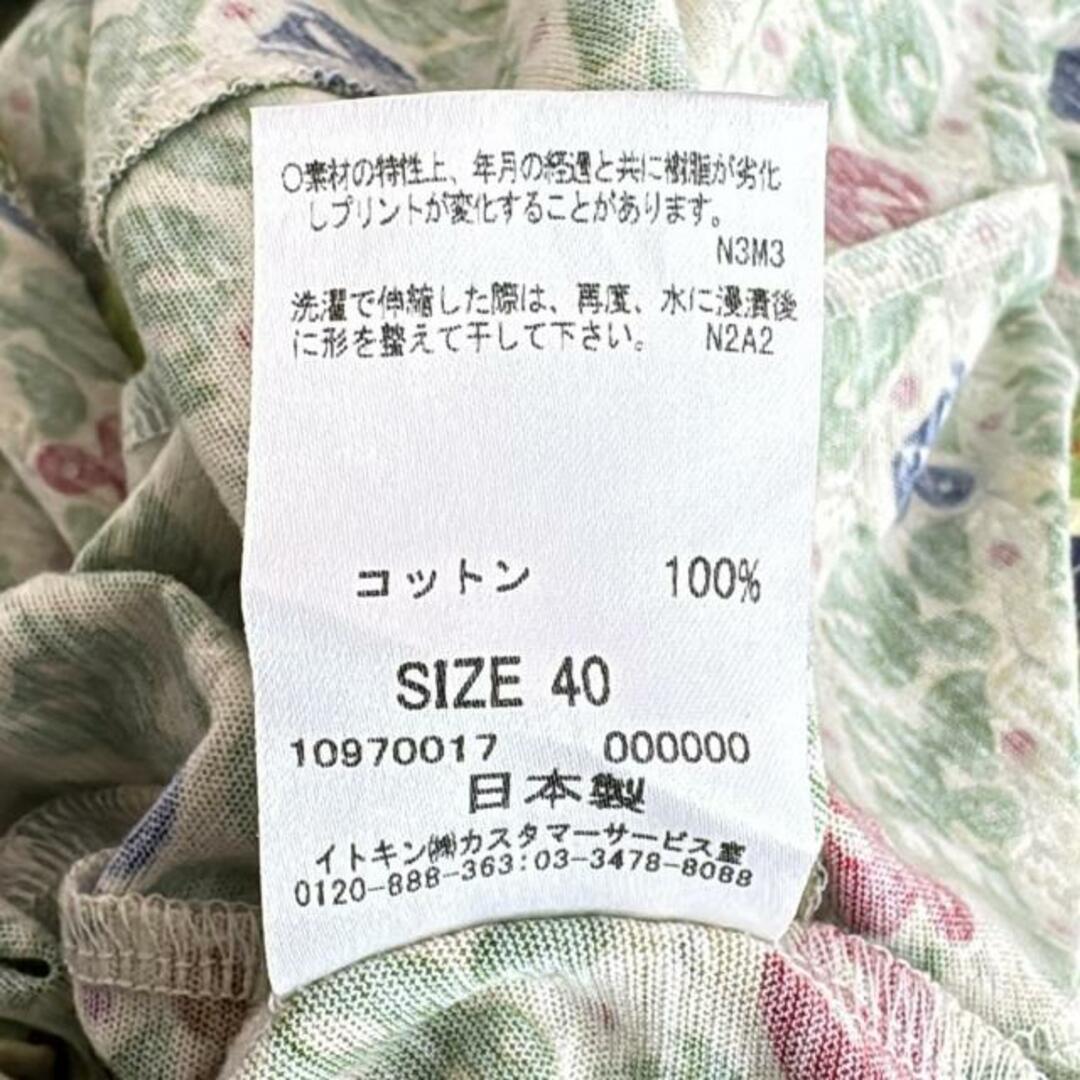 ○素材の特性上、年月の経過と共に樹脂が劣化
しプリントが変化することがあります。
N3M3
洗濯で伸縮した際は、再度、水に浸漬後
に形を整えて干して下さい。 N2A2
コットン 100%
SIZE 40
10970017 000000
日本製
イトキン㈱カスタマーサービス室
0120-888-363:03-3478-8088